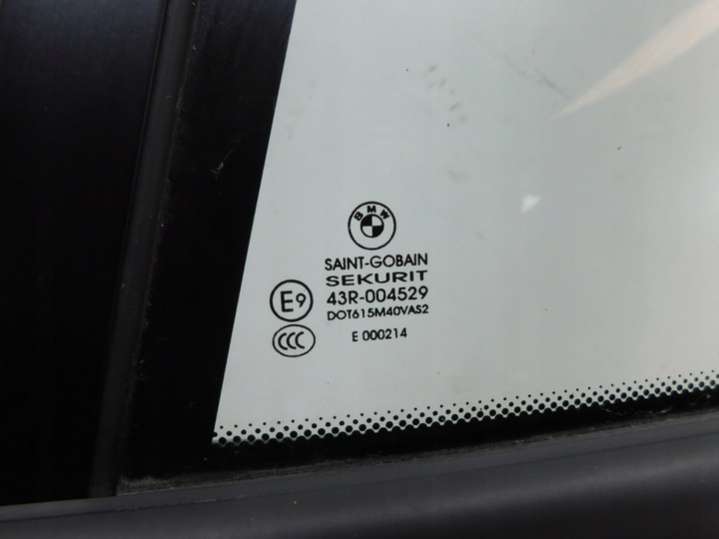 BMW
SAINT-GOBAIN
SEKURIT
E9 43R-004529
DOT615M40VAS2
CCC E 000214